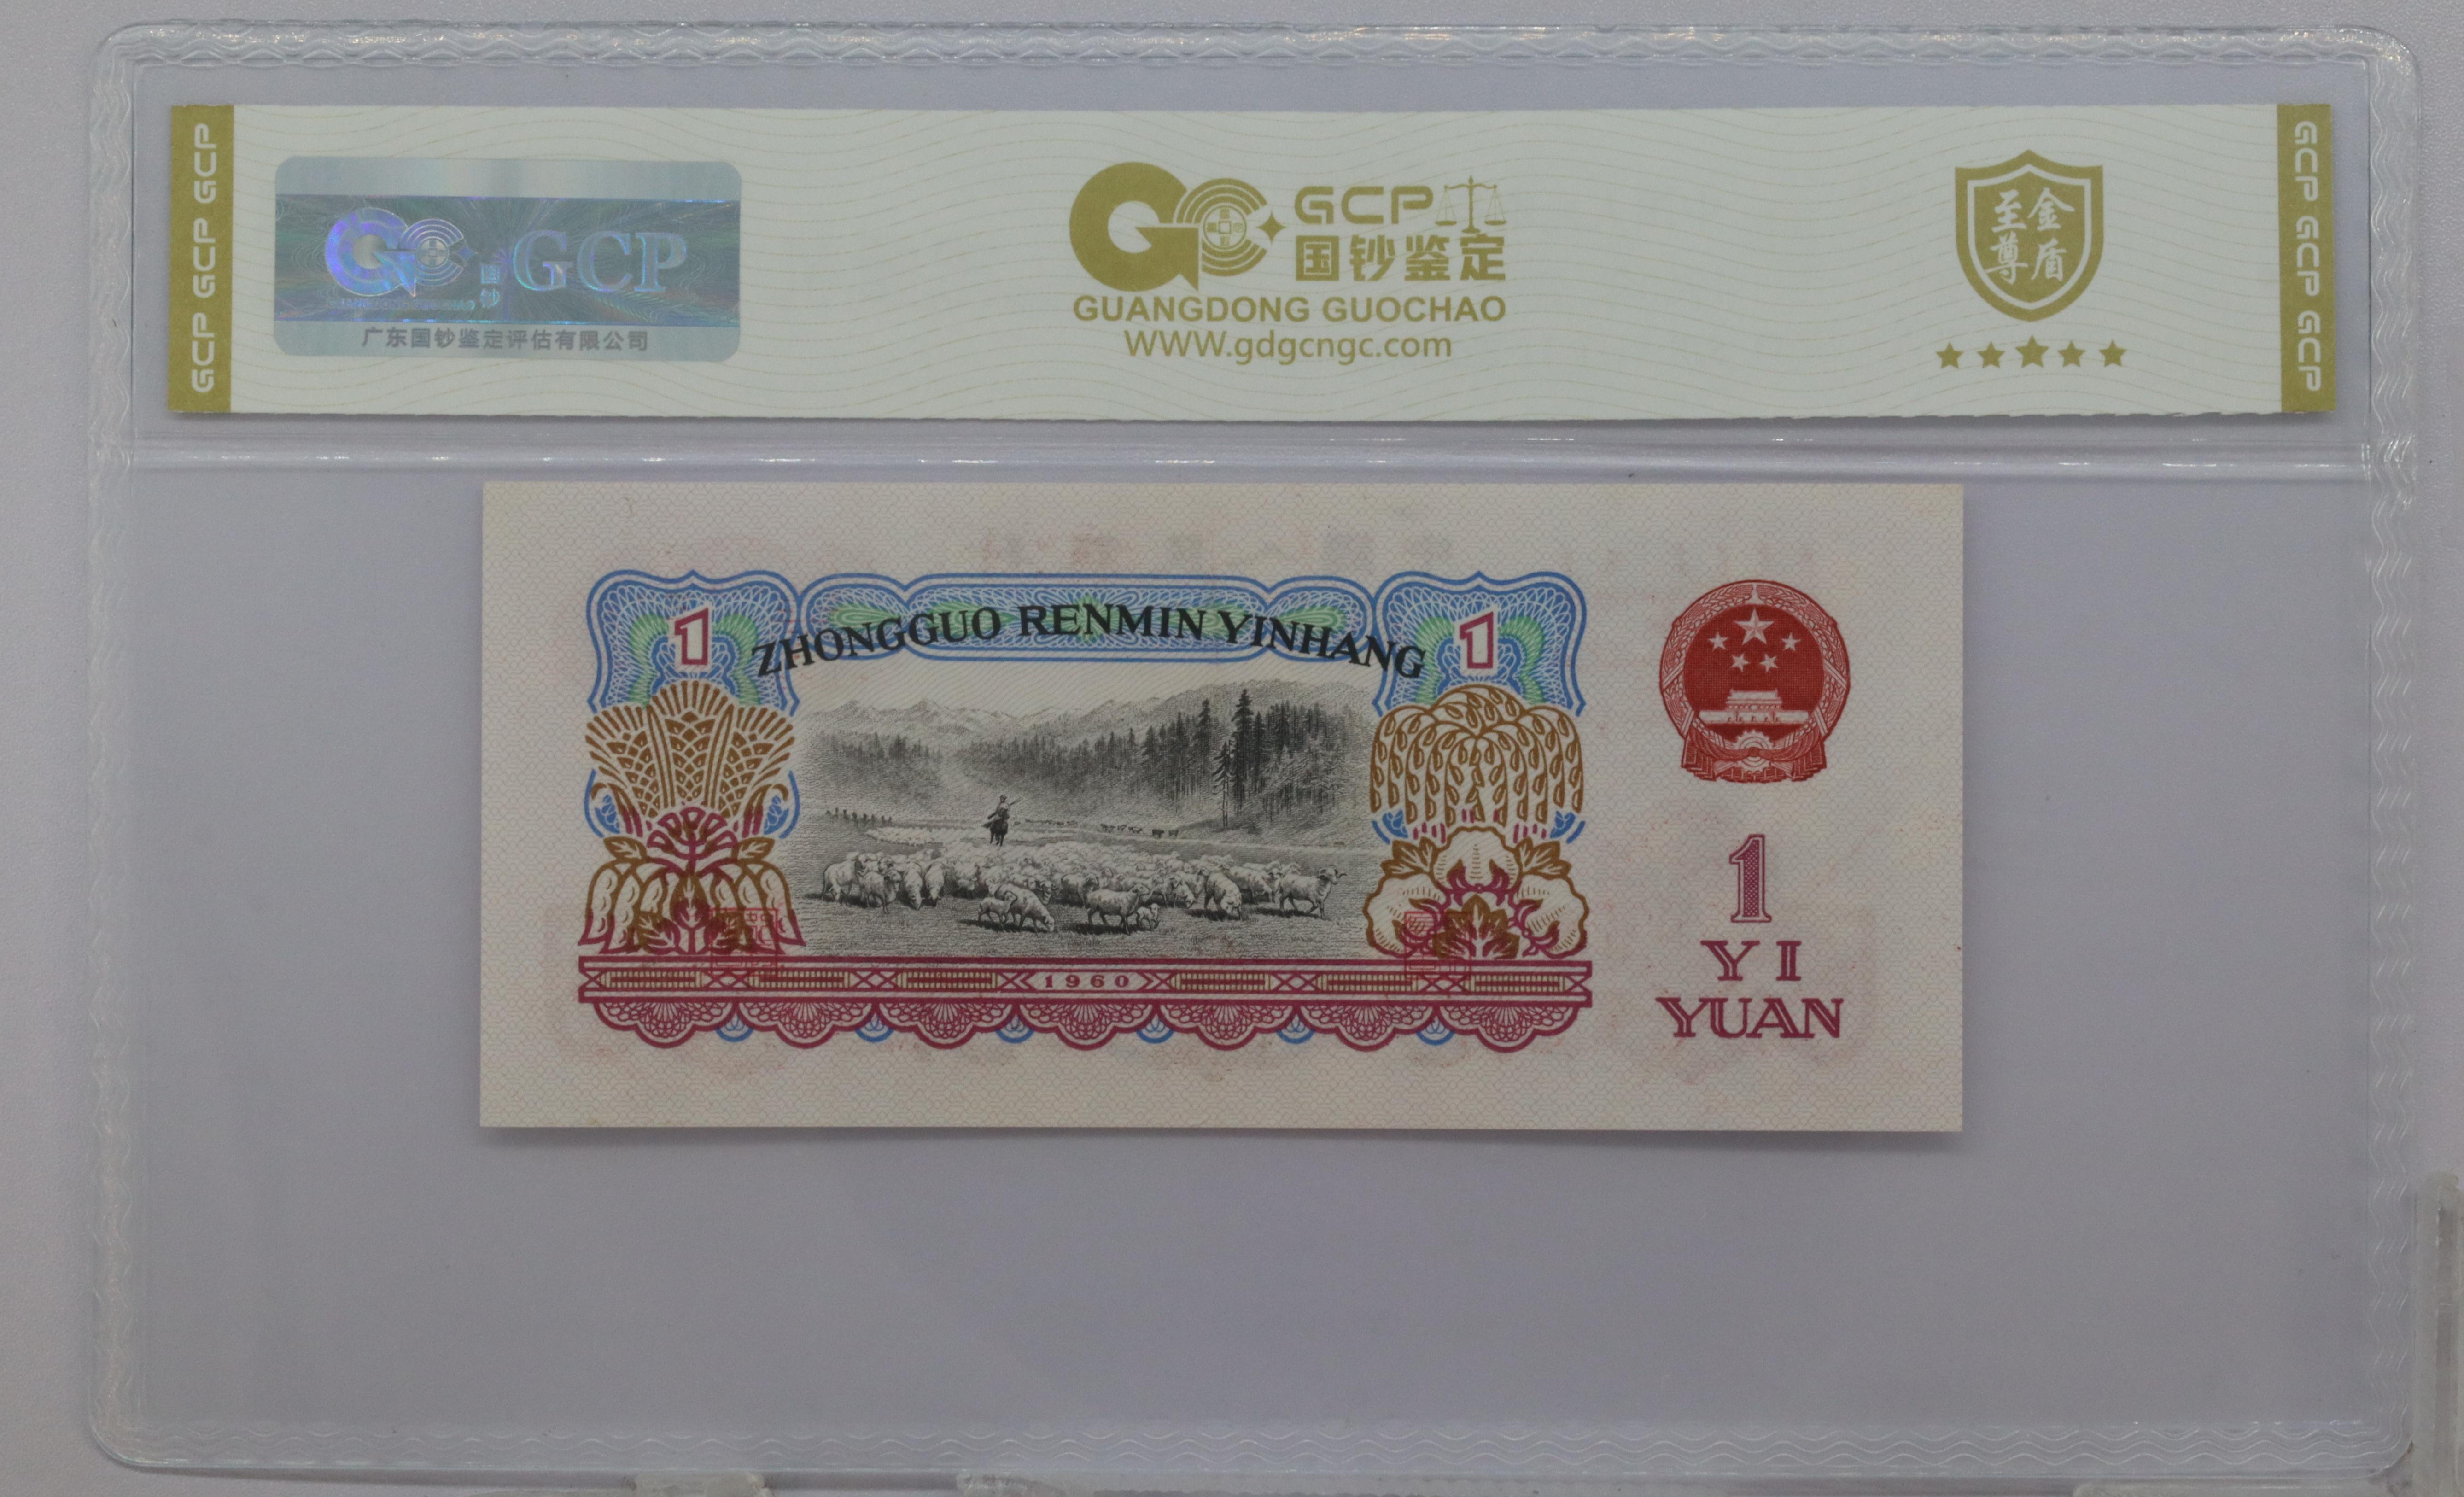 GCP GCP GCP
GCP
国钞
广东国钞鉴定评估有限公司
GCP
国钞鉴定
GUANGDONG GUOCHAO
WWW.gdgcngc.com
至尊金盾
GCP GCP GCP
ZHONGGUO RENMIN YINHANG
1
1
1960
1
YI
YUAN